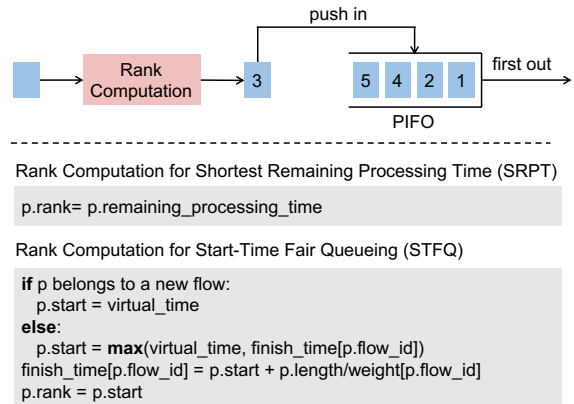 push in
Rank
Computation
3
5 4 2 1
first out
PIFO
Rank Computation for Shortest Remaining Processing Time (SRPT)
p.rank= p.remaining_processing_time
Rank Computation for Start-Time Fair Queueing (STFQ)
if p belongs to a new flow:
p.start = virtual_time
else:
p.start = max(virtual_time, finish_time[p.flow_id])
finish_time[p.flow_id] = p.start + p.length/weight[p.flow_id]
p.rank = p.start